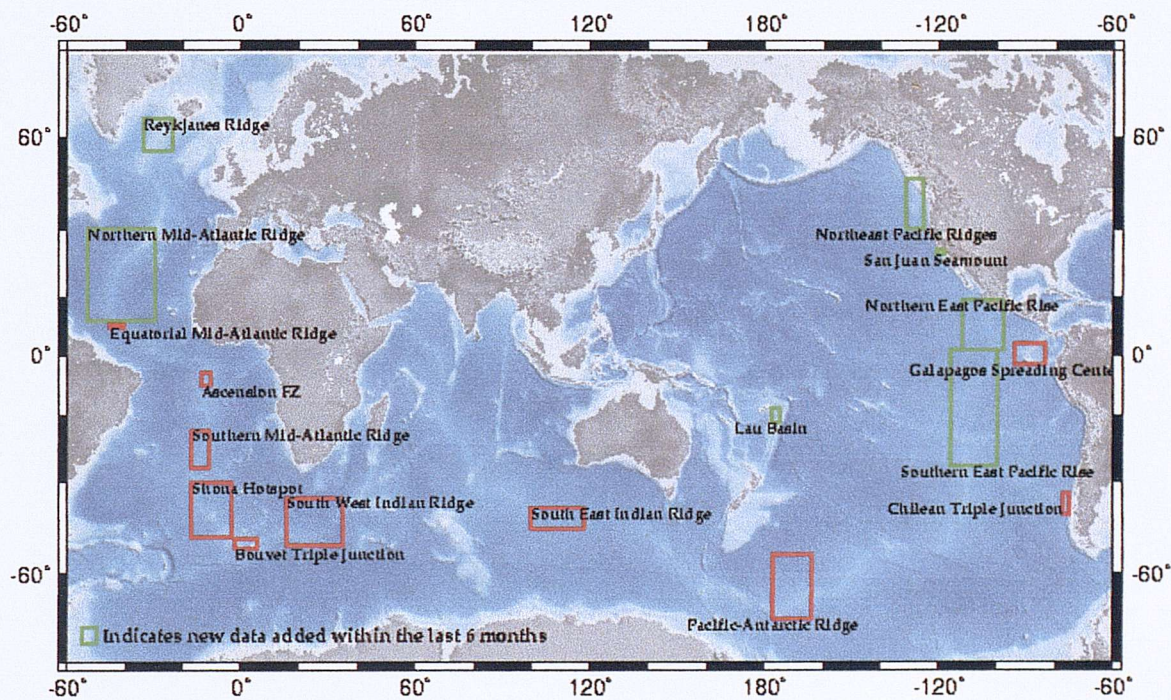 -60° 0° 60° 120° 180° -120° -60°
Reykjanes Ridge
60° 60°
Northern Mid-Atlantic Ridge
Northeast Pacific Ridges
San Juan Seamount
Northern East Pacific Rise
Equatorial Mid-Atlantic Ridge
0° 0°
Galapagos Spreading Cente
Ascension FZ
Lau Basin
Southern Mid-Atlantic Ridge
Southern East Pacific Rise
Shona Hotspot
South West Indian Ridge
South East Indian Ridge
Chilean Triple Junction
Bouvet Triple Junction
-60° -60°
Pacific-Antarctic Ridge
Indicates new data added within the last 6 months
-60° 0° 60° 120° 180° -120° -60°